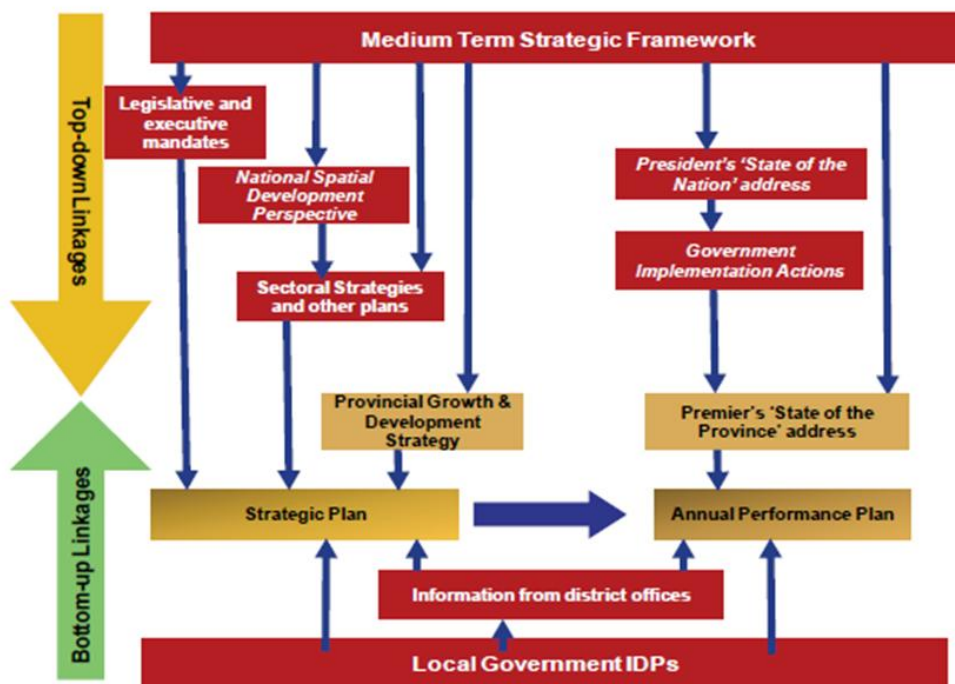 Medium Term Strategic Framework
Top-down Linkages
Legislative and
executive
mandates
National Spatial
Development
Perspective
President's 'State of the
Nation' address
Government
Implementation Actions
Sectoral Strategies
and other plans
Provincial Growth &
Development
Strategy
Premier's 'State of the
Province' address
Bottom-up Linkages
Strategic Plan
Annual Performance Plan
Information from district offices
Local Government IDPs